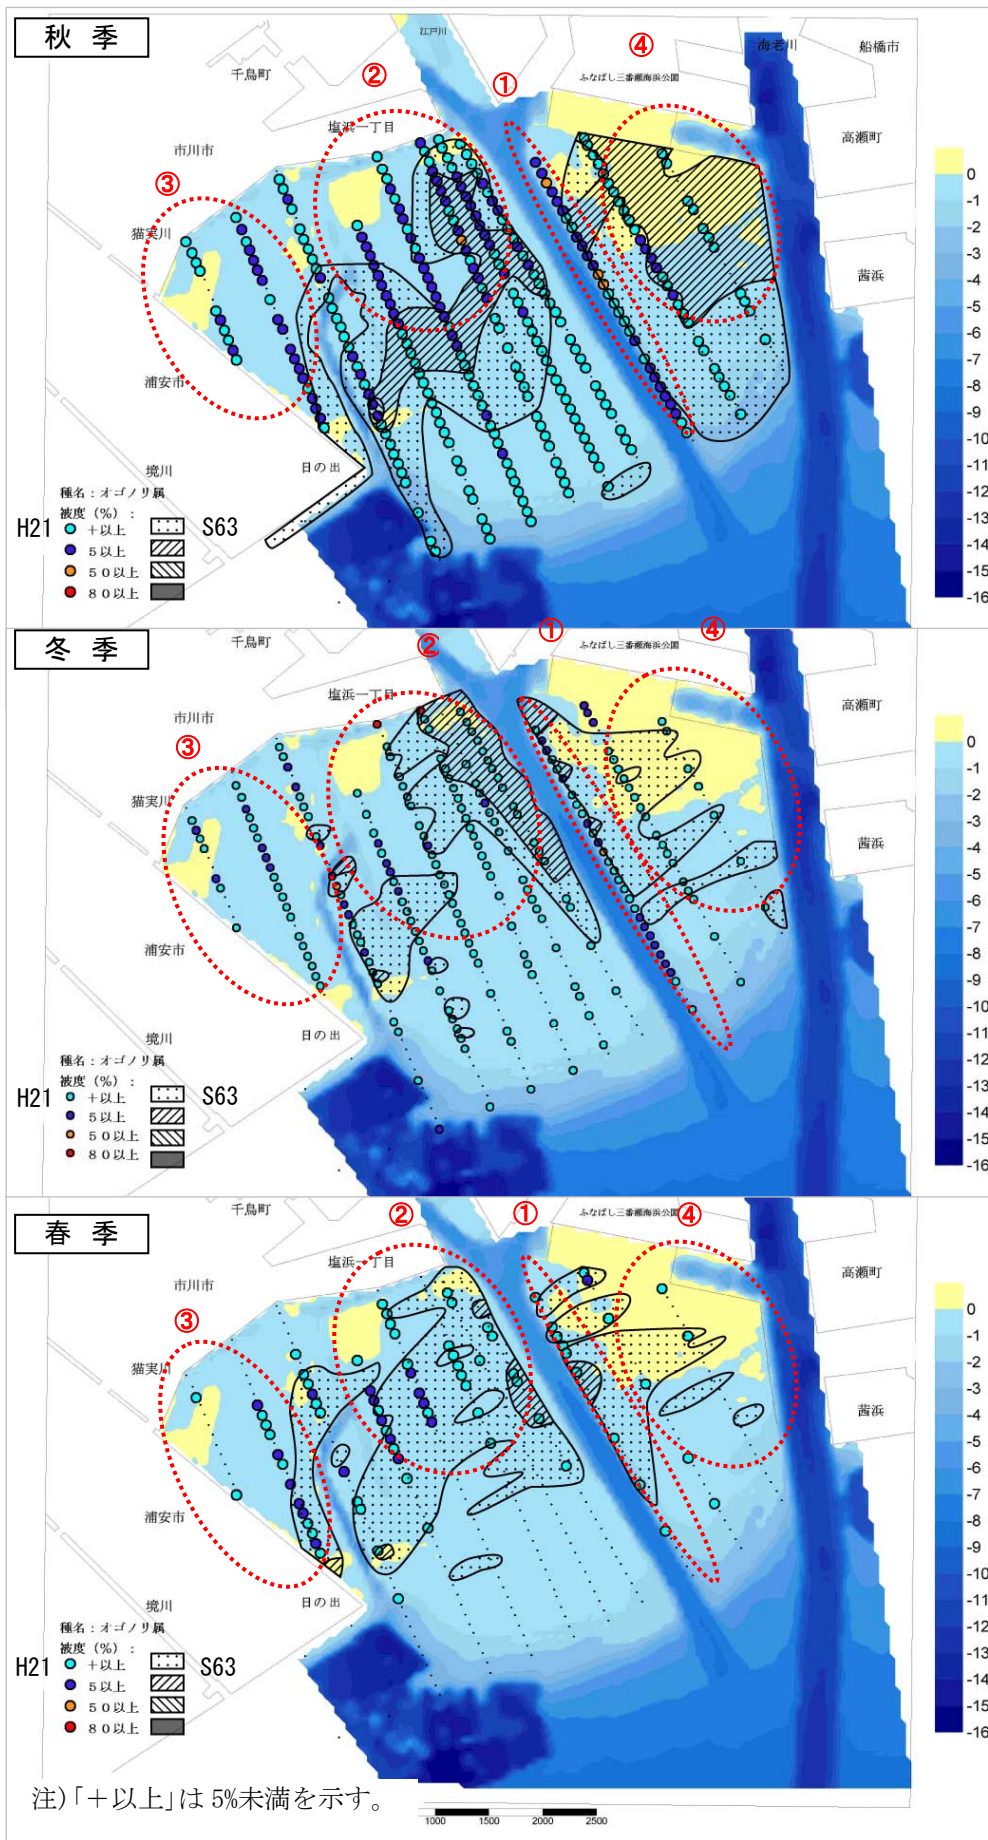 秋 季
江戸川
④
海老川
船橋市
千鳥町
②
①
ふなばし三番瀬海浜公園
塩浜一丁目
高瀬町
市川市
③
猫実川
茜浜
浦安市
境川
日の出
種名：オゴノリ属
被度（%）：
H21
S63
＋以上
５以上
５０以上
８０以上
0
-1
-2
-3
-4
-5
-6
-7
-8
-9
-10
-11
-12
-13
-14
-15
-16
冬 季
千鳥町
②
①
④
ふなばし三番瀬海浜公園
塩浜一丁目
高瀬町
市川市
③
猫実川
茜浜
浦安市
境川
日の出
種名：オゴノリ属
被度（%）：
H21
S63
＋以上
５以上
５０以上
８０以上
0
-1
-2
-3
-4
-5
-6
-7
-8
-9
-10
-11
-12
-13
-14
-15
-16
春 季
千鳥町
②
①
④
ふなばし三番瀬海浜公園
塩浜一丁目
高瀬町
市川市
③
猫実川
茜浜
浦安市
境川
日の出
種名：オゴノリ属
被度（%）：
H21
S63
＋以上
５以上
５０以上
８０以上
0
-1
-2
-3
-4
-5
-6
-7
-8
-9
-10
-11
-12
-13
-14
-15
-16
注）「＋以上」は 5%未満を示す。
1000 1500 2000 2500